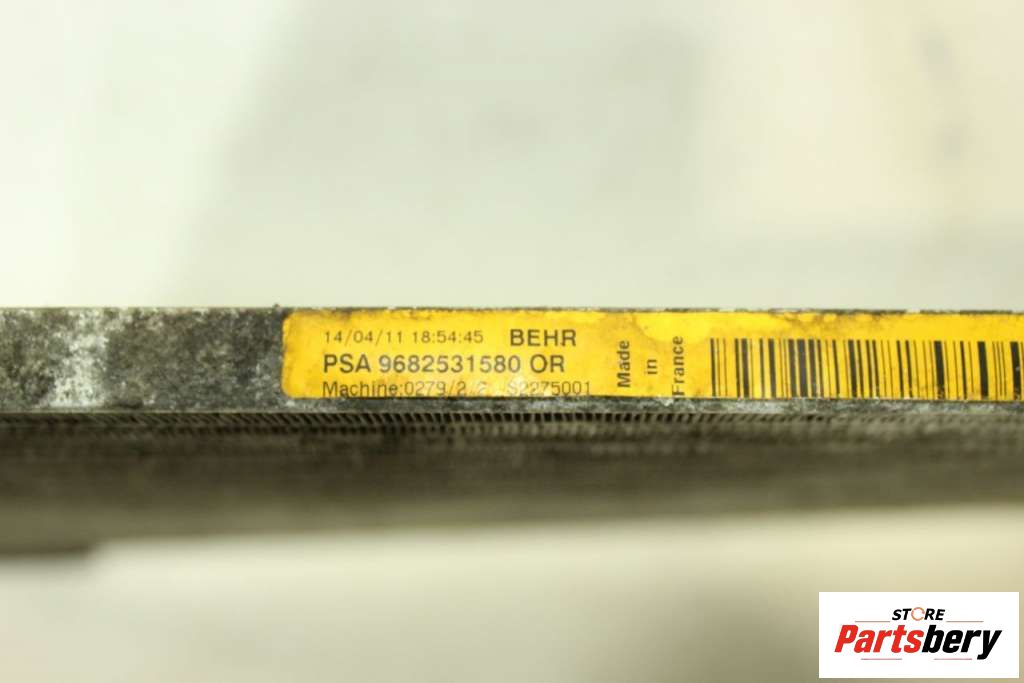 14/04/11 18:54:45 BEHR
PSA 9682531580 OR
Machine:0279/2/2 S2275001
Made
in
France
STORE
Partsbery